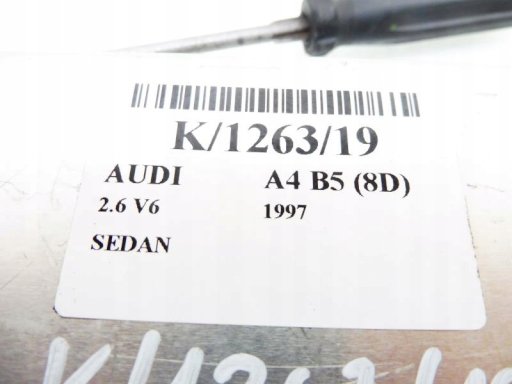 K/1263/19
AUDI A4 B5 (8D)
2.6 V6 1997
SEDAN